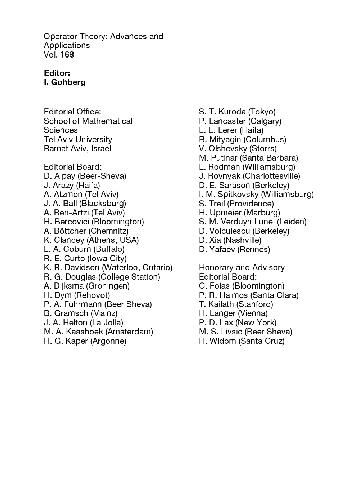 Operator Theory: Advances and
Applications
Vol. 168
Editor:
I. Gohberg
Editorial Office:
School of Mathematical
Sciences
Tel Aviv University
Ramat Aviv, Israel
Editorial Board:
D. Alpay (Beer-Sheva)
J. Arazy (Haifa)
A. Atzmon (Tel Aviv)
J. A. Ball (Blacksburg)
A. Ben-Artzi (Tel Aviv)
H. Bercovici (Bloomington)
A. Böttcher (Chemnitz)
K. Clancey (Athens, USA)
L. A. Coburn (Buffalo)
R. E. Curto (Iowa City)
K. R. Davidson (Waterloo, Ontario)
R. G. Douglas (College Station)
A. Dijksma (Groningen)
H. Dym (Rehovot)
P. A. Fuhrmann (Beer Sheva)
B. Gramsch (Mainz)
J. A. Helton (La Jolla)
M. A. Kaashoek (Amsterdam)
H. G. Kaper (Argonne)
S. T. Kuroda (Tokyo)
P. Lancaster (Calgary)
L. E. Lerer (Haifa)
B. Mityagin (Columbus)
V. Olshevsky (Storrs)
M. Putinar (Santa Barbara)
L. Rodman (Williamsburg)
J. Rovnyak (Charlottesville)
D. E. Sarason (Berkeley)
I. M. Spitkovsky (Williamsburg)
S. Treil (Providence)
H. Upmeier (Marburg)
S. M. Verduyn Lunel (Leiden)
D. Voiculescu (Berkeley)
D. Xia (Nashville)
D. Yafaev (Rennes)
Honorary and Advisory
Editorial Board:
C. Foias (Bloomington)
P. R. Halmos (Santa Clara)
T. Kailath (Stanford)
H. Langer (Vienna)
P. D. Lax (New York)
M. S. Livsic (Beer Sheva)
H. Widom (Santa Cruz)